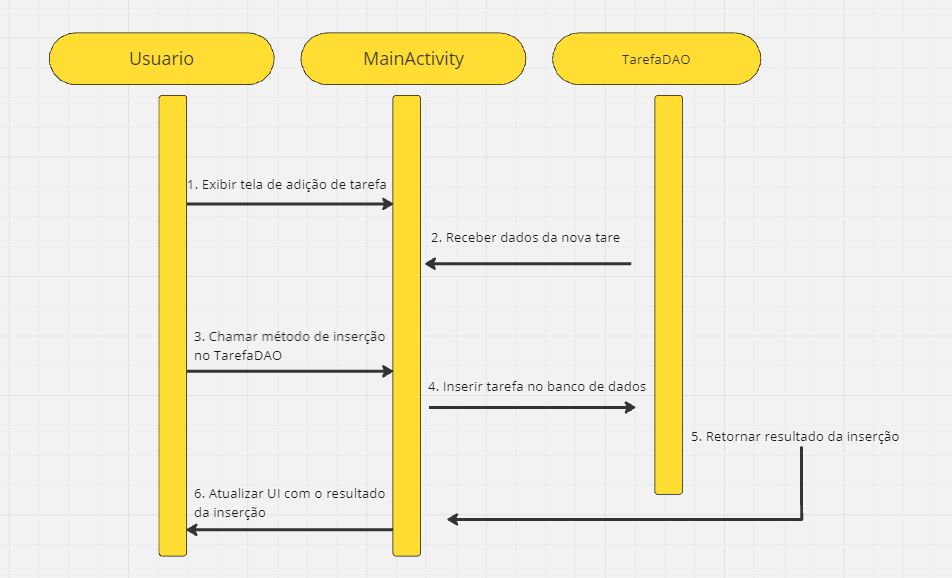 Usuario
MainActivity
TarefaDAO
1. Exibir tela de adição de tarefa
2. Receber dados da nova tare
3. Chamar método de inserção
no TarefaDAO
4. Inserir tarefa no banco de dados
5. Retornar resultado da inserção
6. Atualizar UI com o resultado
da inserção